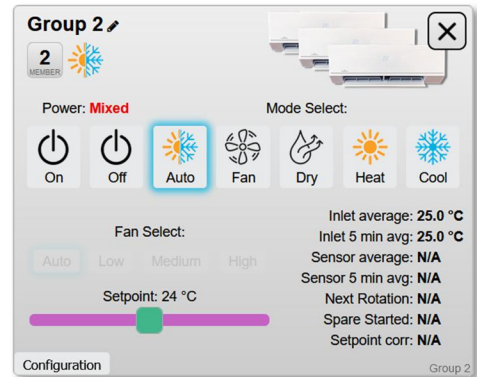 Group 2
2
MEMBER
Power: Mixed
Mode Select:
On Off Auto Fan Dry Heat Cool
Fan Select:
Auto Low Medium High
Setpoint: 24 °C
Inlet average: 25.0 °C
Inlet 5 min avg: 25.0 °C
Sensor average: N/A
Sensor 5 min avg: N/A
Next Rotation: N/A
Spare Started: N/A
Setpoint corr: N/A
Configuration
Group 2